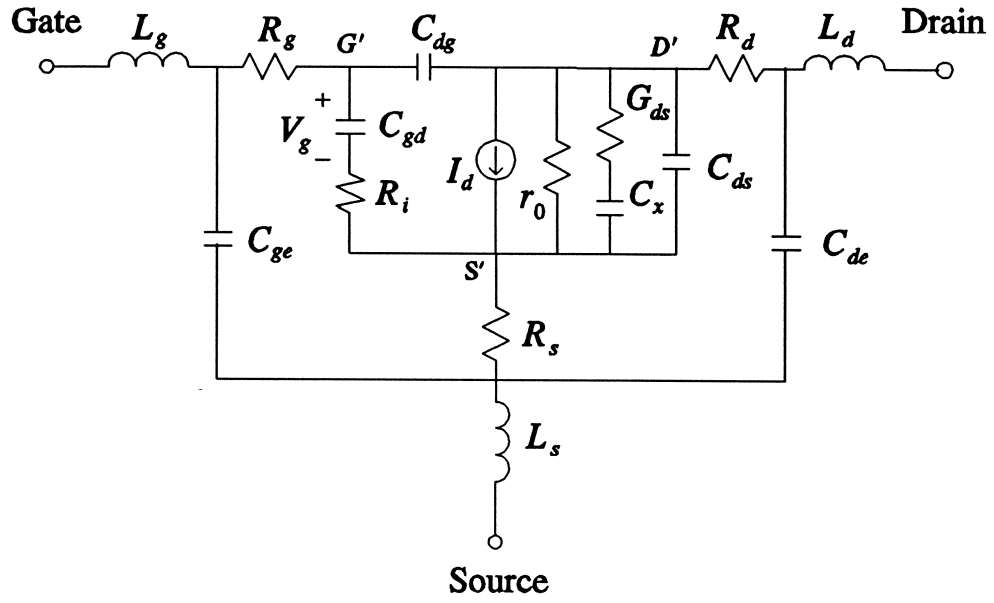 Gate L_g R_g G' C_dg D' R_d L_d Drain
+ V_g − C_gd R_i I_d r_0 G_ds C_x C_ds
C_ge S' C_de
R_s
L_s
Source